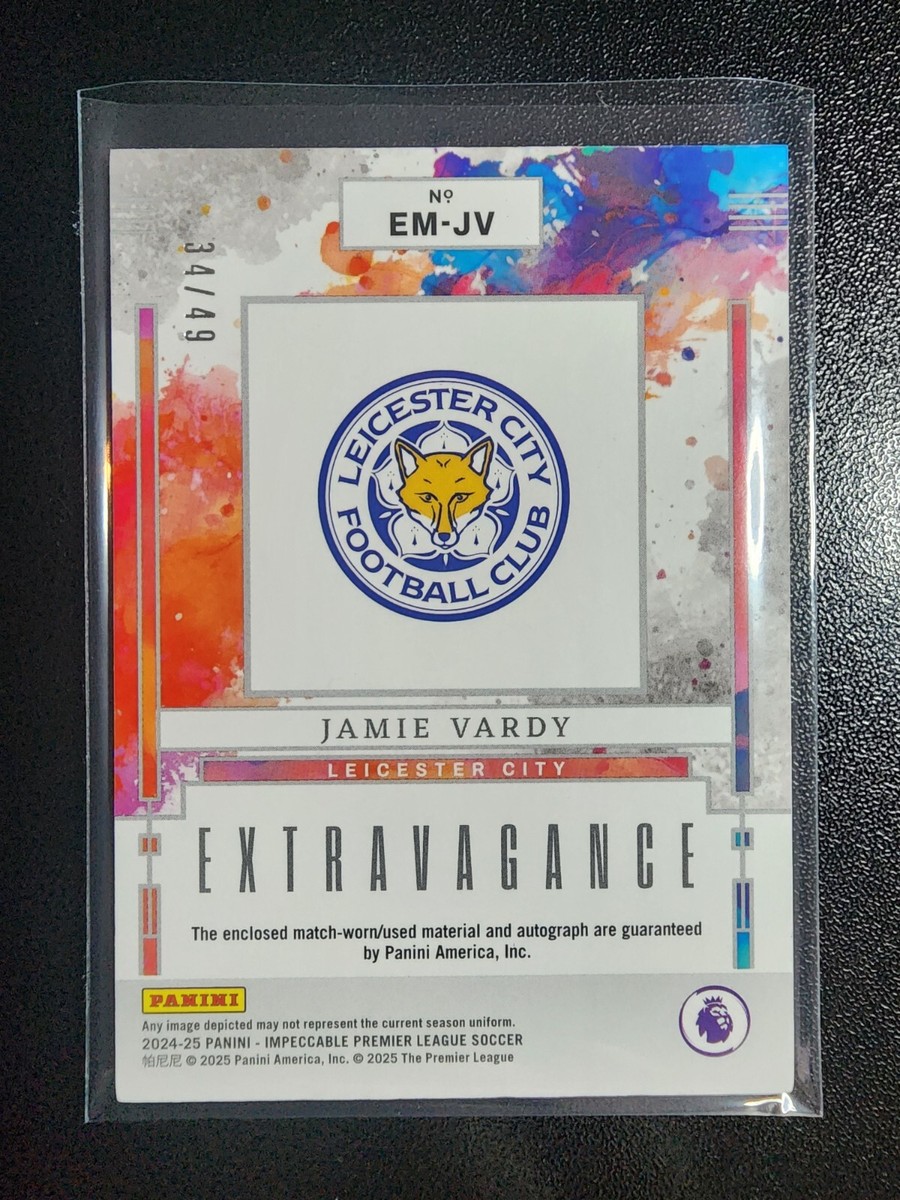 Nº
EM-JV
34/49
LEICESTER CITY
FOOTBALL CLUB
JAMIE VARDY
LEICESTER CITY
EXTRAVAGANCE
The enclosed match-worn/used material and autograph are guaranteed
by Panini America, Inc.
PANINI
Any image depicted may not represent the current season uniform.
2024-25 PANINI - IMPECCABLE PREMIER LEAGUE SOCCER
帕尼尼 © 2025 Panini America, Inc. © 2025 The Premier League